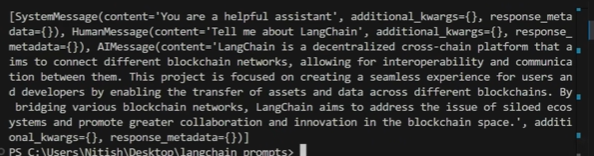 [SystemMessage(content='You are a helpful assistant', additional_kwargs={}, response_meta
data={}), HumanMessage(content='Tell me about LangChain', additional_kwargs={}, response_
metadata={}), AIMessage(content='LangChain is a decentralized cross-chain platform that a
ims to connect different blockchain networks, allowing for interoperability and communica
tion between them. This project is focused on creating a seamless experience for users an
d developers by enabling the transfer of assets and data across different blockchains. By
 bridging various blockchain networks, LangChain aims to address the issue of siloed ecos
ystems and promote greater collaboration and innovation in the blockchain space.', additi
onal_kwargs={}, response_metadata={})]
PS C:\Users\Nitish\Desktop\langchain prompts>